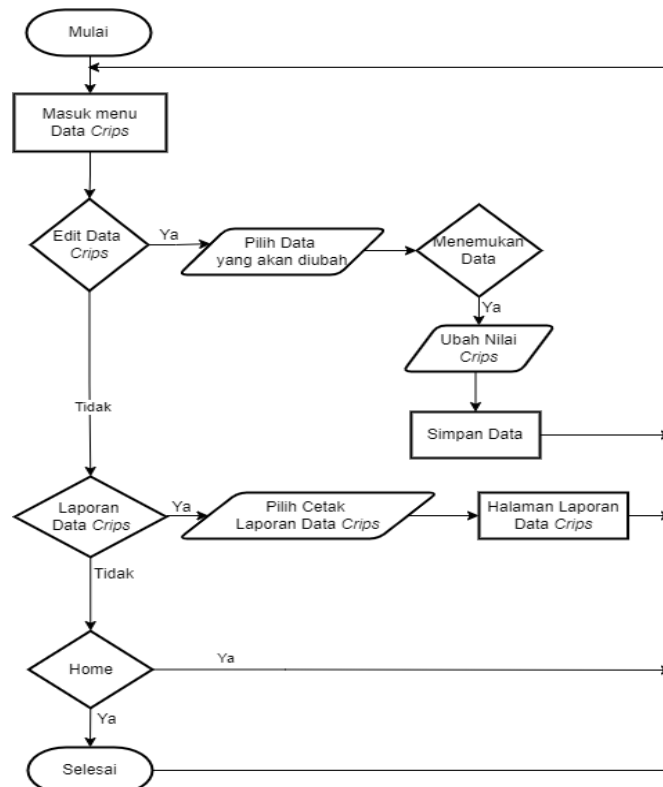 Mulai
Masuk menu
Data Crips
Edit Data
Crips
Ya
Pilih Data
yang akan diubah
Menemukan
Data
Ya
Ubah Nilai
Crips
Simpan Data
Tidak
Laporan
Data Crips
Ya
Pilih Cetak
Laporan Data Crips
Halaman Laporan
Data Crips
Tidak
Home
Ya
Ya
Selesai